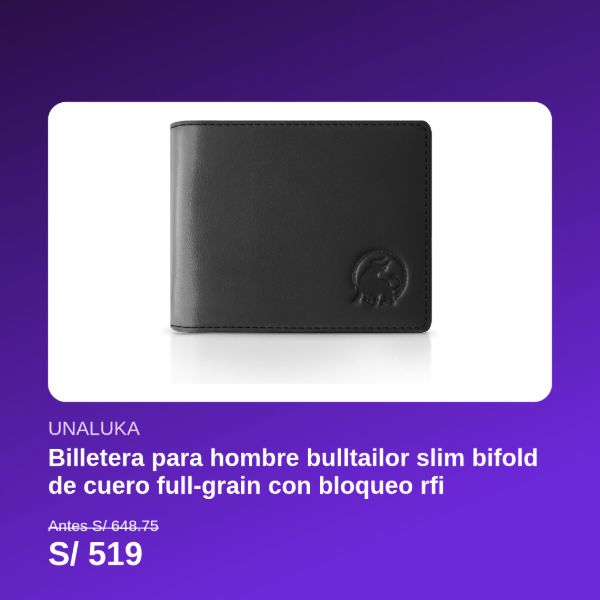 UNALUKA
Billetera para hombre bulltailor slim bifold
de cuero full-grain con bloqueo rfi
Antes S/ 648.75
S/ 519